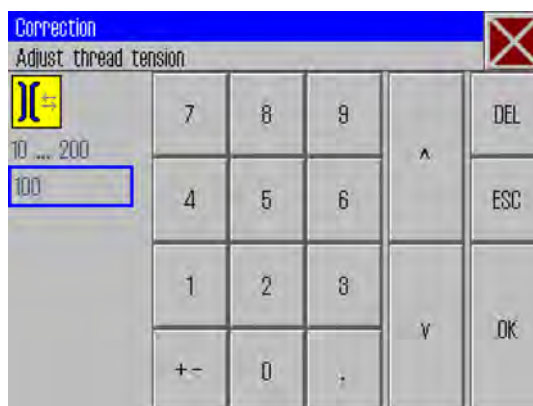 Correction
Adjust thread tension
10 ... 200
100
7 8 9 ^ DEL
4 5 6 ESC
1 2 3 v OK
+- 0 .